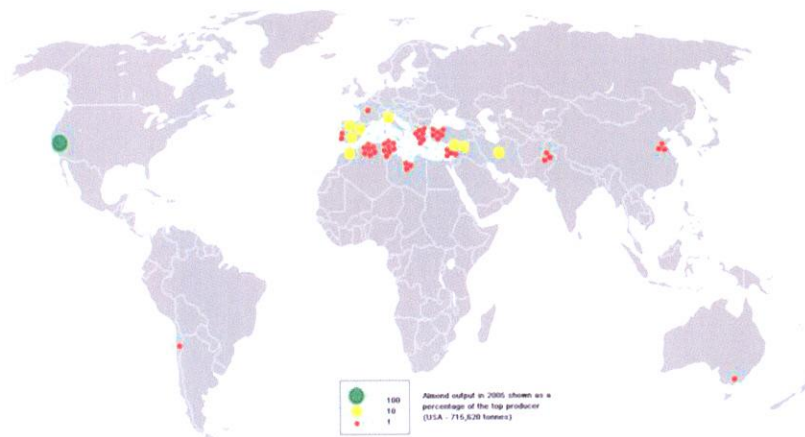 100
10
1
Almond output in 2005 shown as a
percentage of the top producer
(USA - 715,620 tonnes)